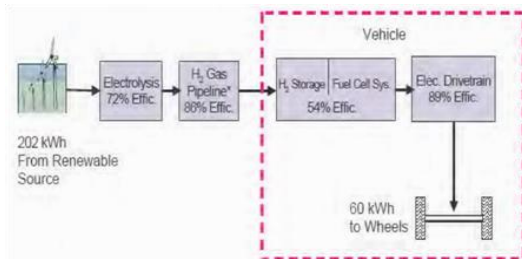 Vehicle
Electrolysis
72% Effic.
H₂ Gas
Pipeline*
86% Effic.
H₂ Storage
Fuel Cell Sys.
54% Effic.
Elec. Drivetrain
89% Effic.
202 kWh
From Renewable
Source
60 kWh
to Wheels